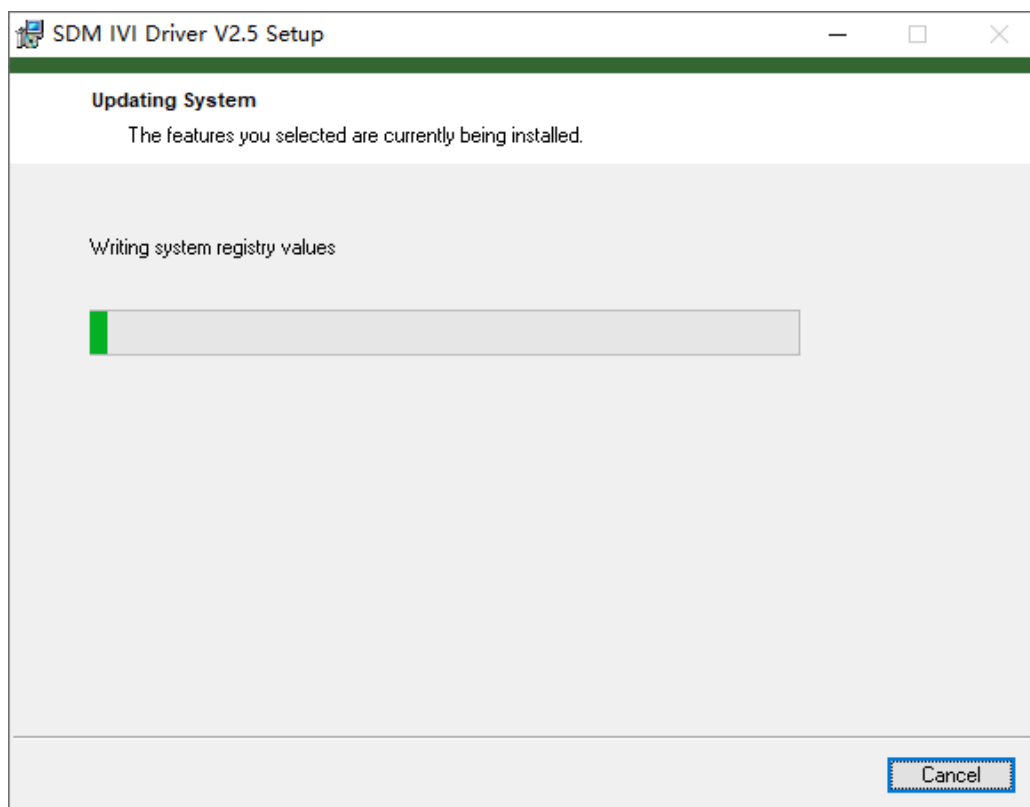 SDM IVI Driver V2.5 Setup
Updating System
The features you selected are currently being installed.
Writing system registry values
Cancel